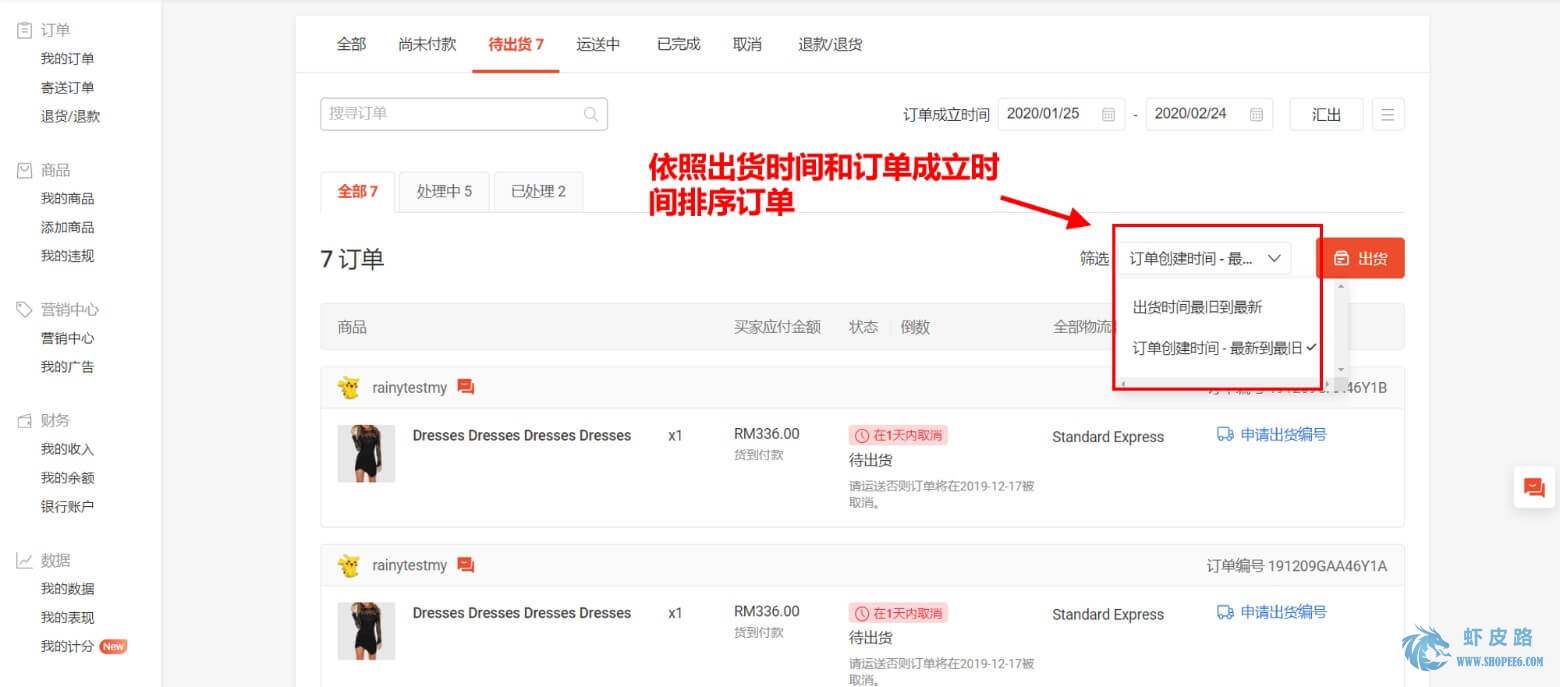 订单
我的订单
寄送订单
退货/退款
商品
我的商品
添加商品
我的违规
营销中心
营销中心
我的广告
财务
我的收入
我的余额
银行账户
数据
我的数据
我的表现
我的计分 New
全部 尚未付款 待出货 7 运送中 已完成 取消 退款/退货
搜寻订单 订单成立时间 2020/01/25 - 2020/02/24 汇出
依照出货时间和订单成立时
间排序订单
全部 7 处理中 5 已处理 2
7 订单 筛选 订单创建时间 - 最... 出货
出货时间最旧到最新
订单创建时间 - 最新到最旧
商品 买家应付金额 状态 倒数 全部物流
rainytestmy
Dresses Dresses Dresses Dresses x1 RM336.00 在1天内取消 Standard Express 申请出货编号
货到付款 待出货
请运送否则订单将在2019-12-17被
取消。
rainytestmy 订单编号 191209GAA46Y1A
Dresses Dresses Dresses Dresses x1 RM336.00 在1天内取消 Standard Express 申请出货编号
货到付款 待出货
请运送否则订单将在2019-12-17被
取消。
虾皮路
WWW.SHOPEE6.COM